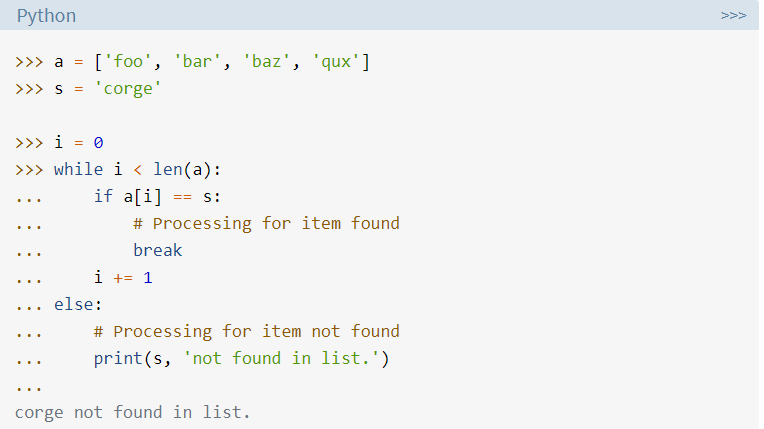 Python
>>>
>>> a = ['foo', 'bar', 'baz', 'qux']
>>> s = 'corge'

>>> i = 0
>>> while i < len(a):
...     if a[i] == s:
...         # Processing for item found
...         break
...     i += 1
... else:
...     # Processing for item not found
...     print(s, 'not found in list.')
...
corge not found in list.